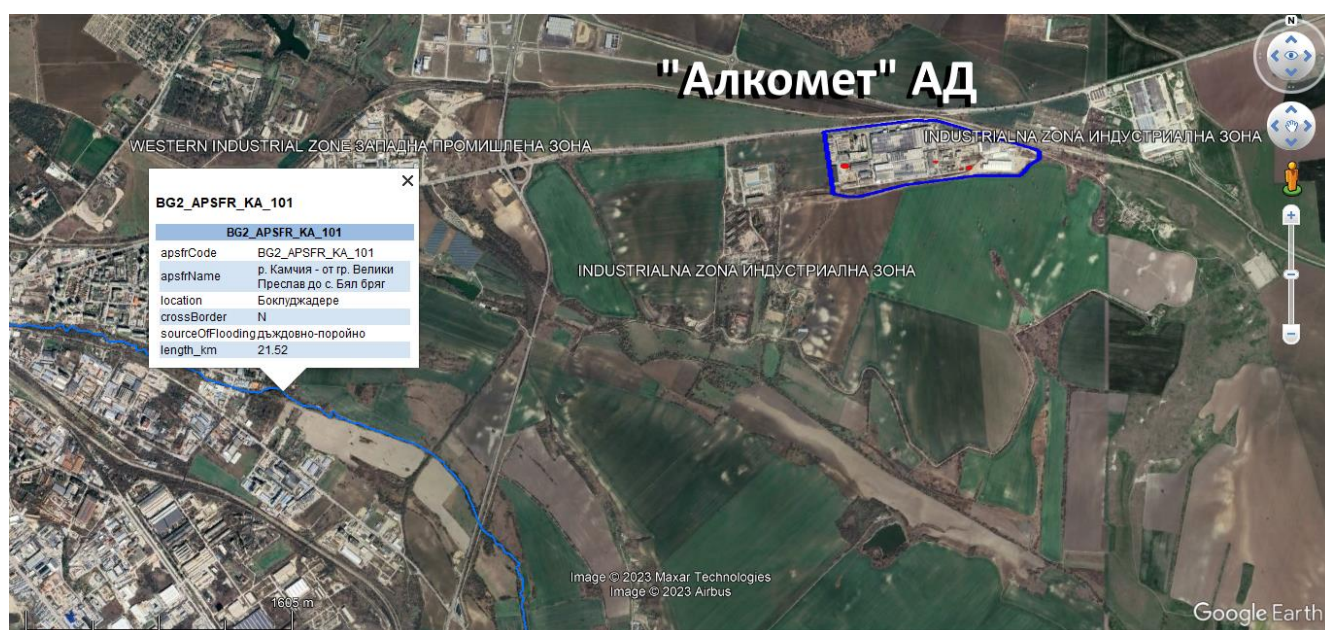 N
"Алкомет" АД
INDUSTRIALNA ZONA ИНДУСТРИАЛНА ЗОНА
WESTERN INDUSTRIAL ZONE ЗАПАДНА ПРОМИШЛЕНА ЗОНА
BG2_APSFR_KA_101
BG2_APSFR_KA_101
apsfrCode BG2_APSFR_KA_101
apsfrName р. Камчия - от гр. Велики Преслав до с. Бял бряг
location Боклуджадере
crossBorder N
sourceOfFlooding дъждовно-поройно
length_km 21.52
INDUSTRIALNA ZONA ИНДУСТРИАЛНА ЗОНА
Image © 2023 Maxar Technologies
Image © 2023 Airbus
1605 m
Google Earth